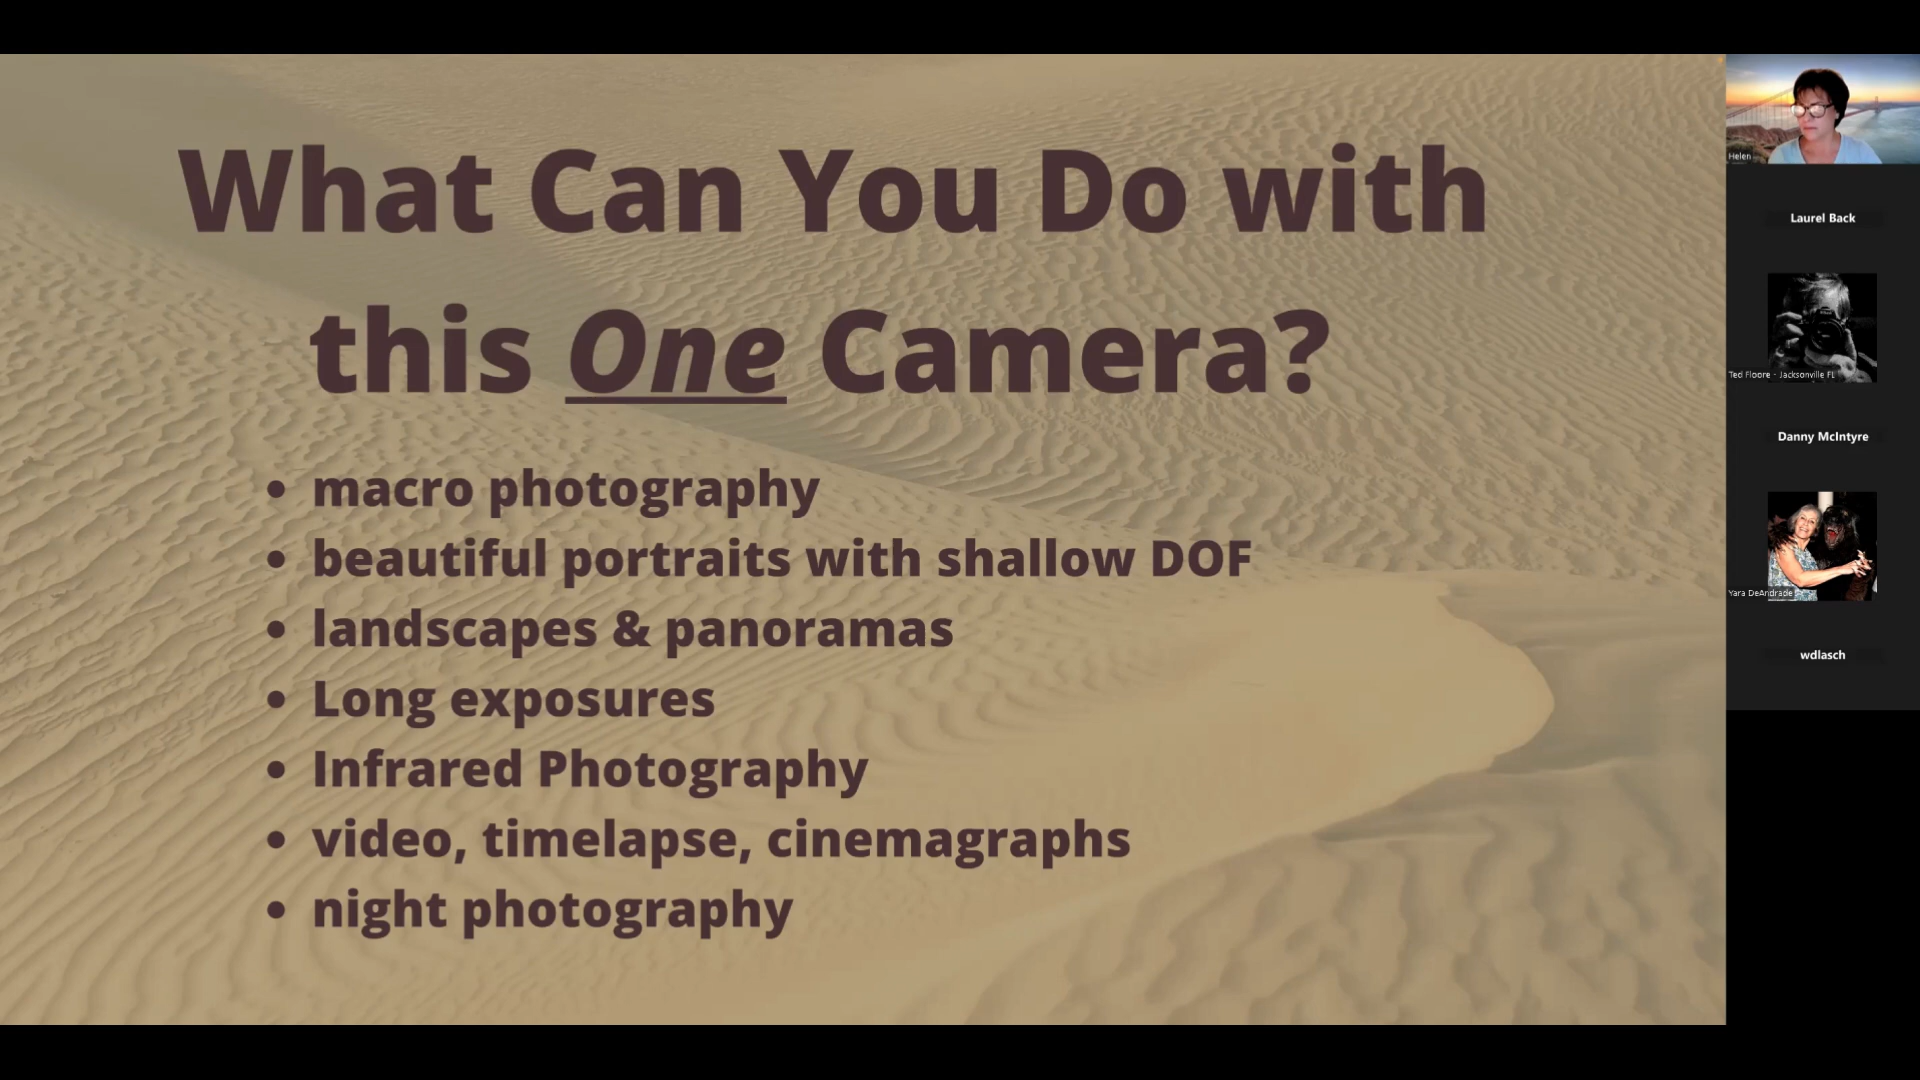 What Can You Do with
this One Camera?
• macro photography
• beautiful portraits with shallow DOF
• landscapes & panoramas
• Long exposures
• Infrared Photography
• video, timelapse, cinemagraphs
• night photography
Helen
Laurel Back
Ted Floore - Jacksonville FL
Danny McIntyre
Yara DeAndrade
wdlasch